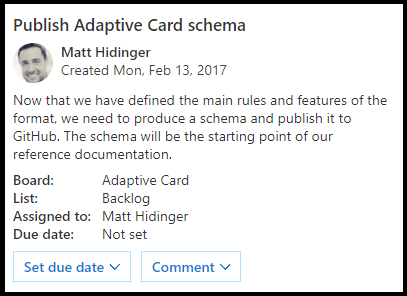 Publish Adaptive Card schema
Matt Hidinger
Created Mon, Feb 13, 2017
Now that we have defined the main rules and features of the
format, we need to produce a schema and publish it to
GitHub. The schema will be the starting point of our
reference documentation.
Board: Adaptive Card
List: Backlog
Assigned to: Matt Hidinger
Due date: Not set
Set due date Comment